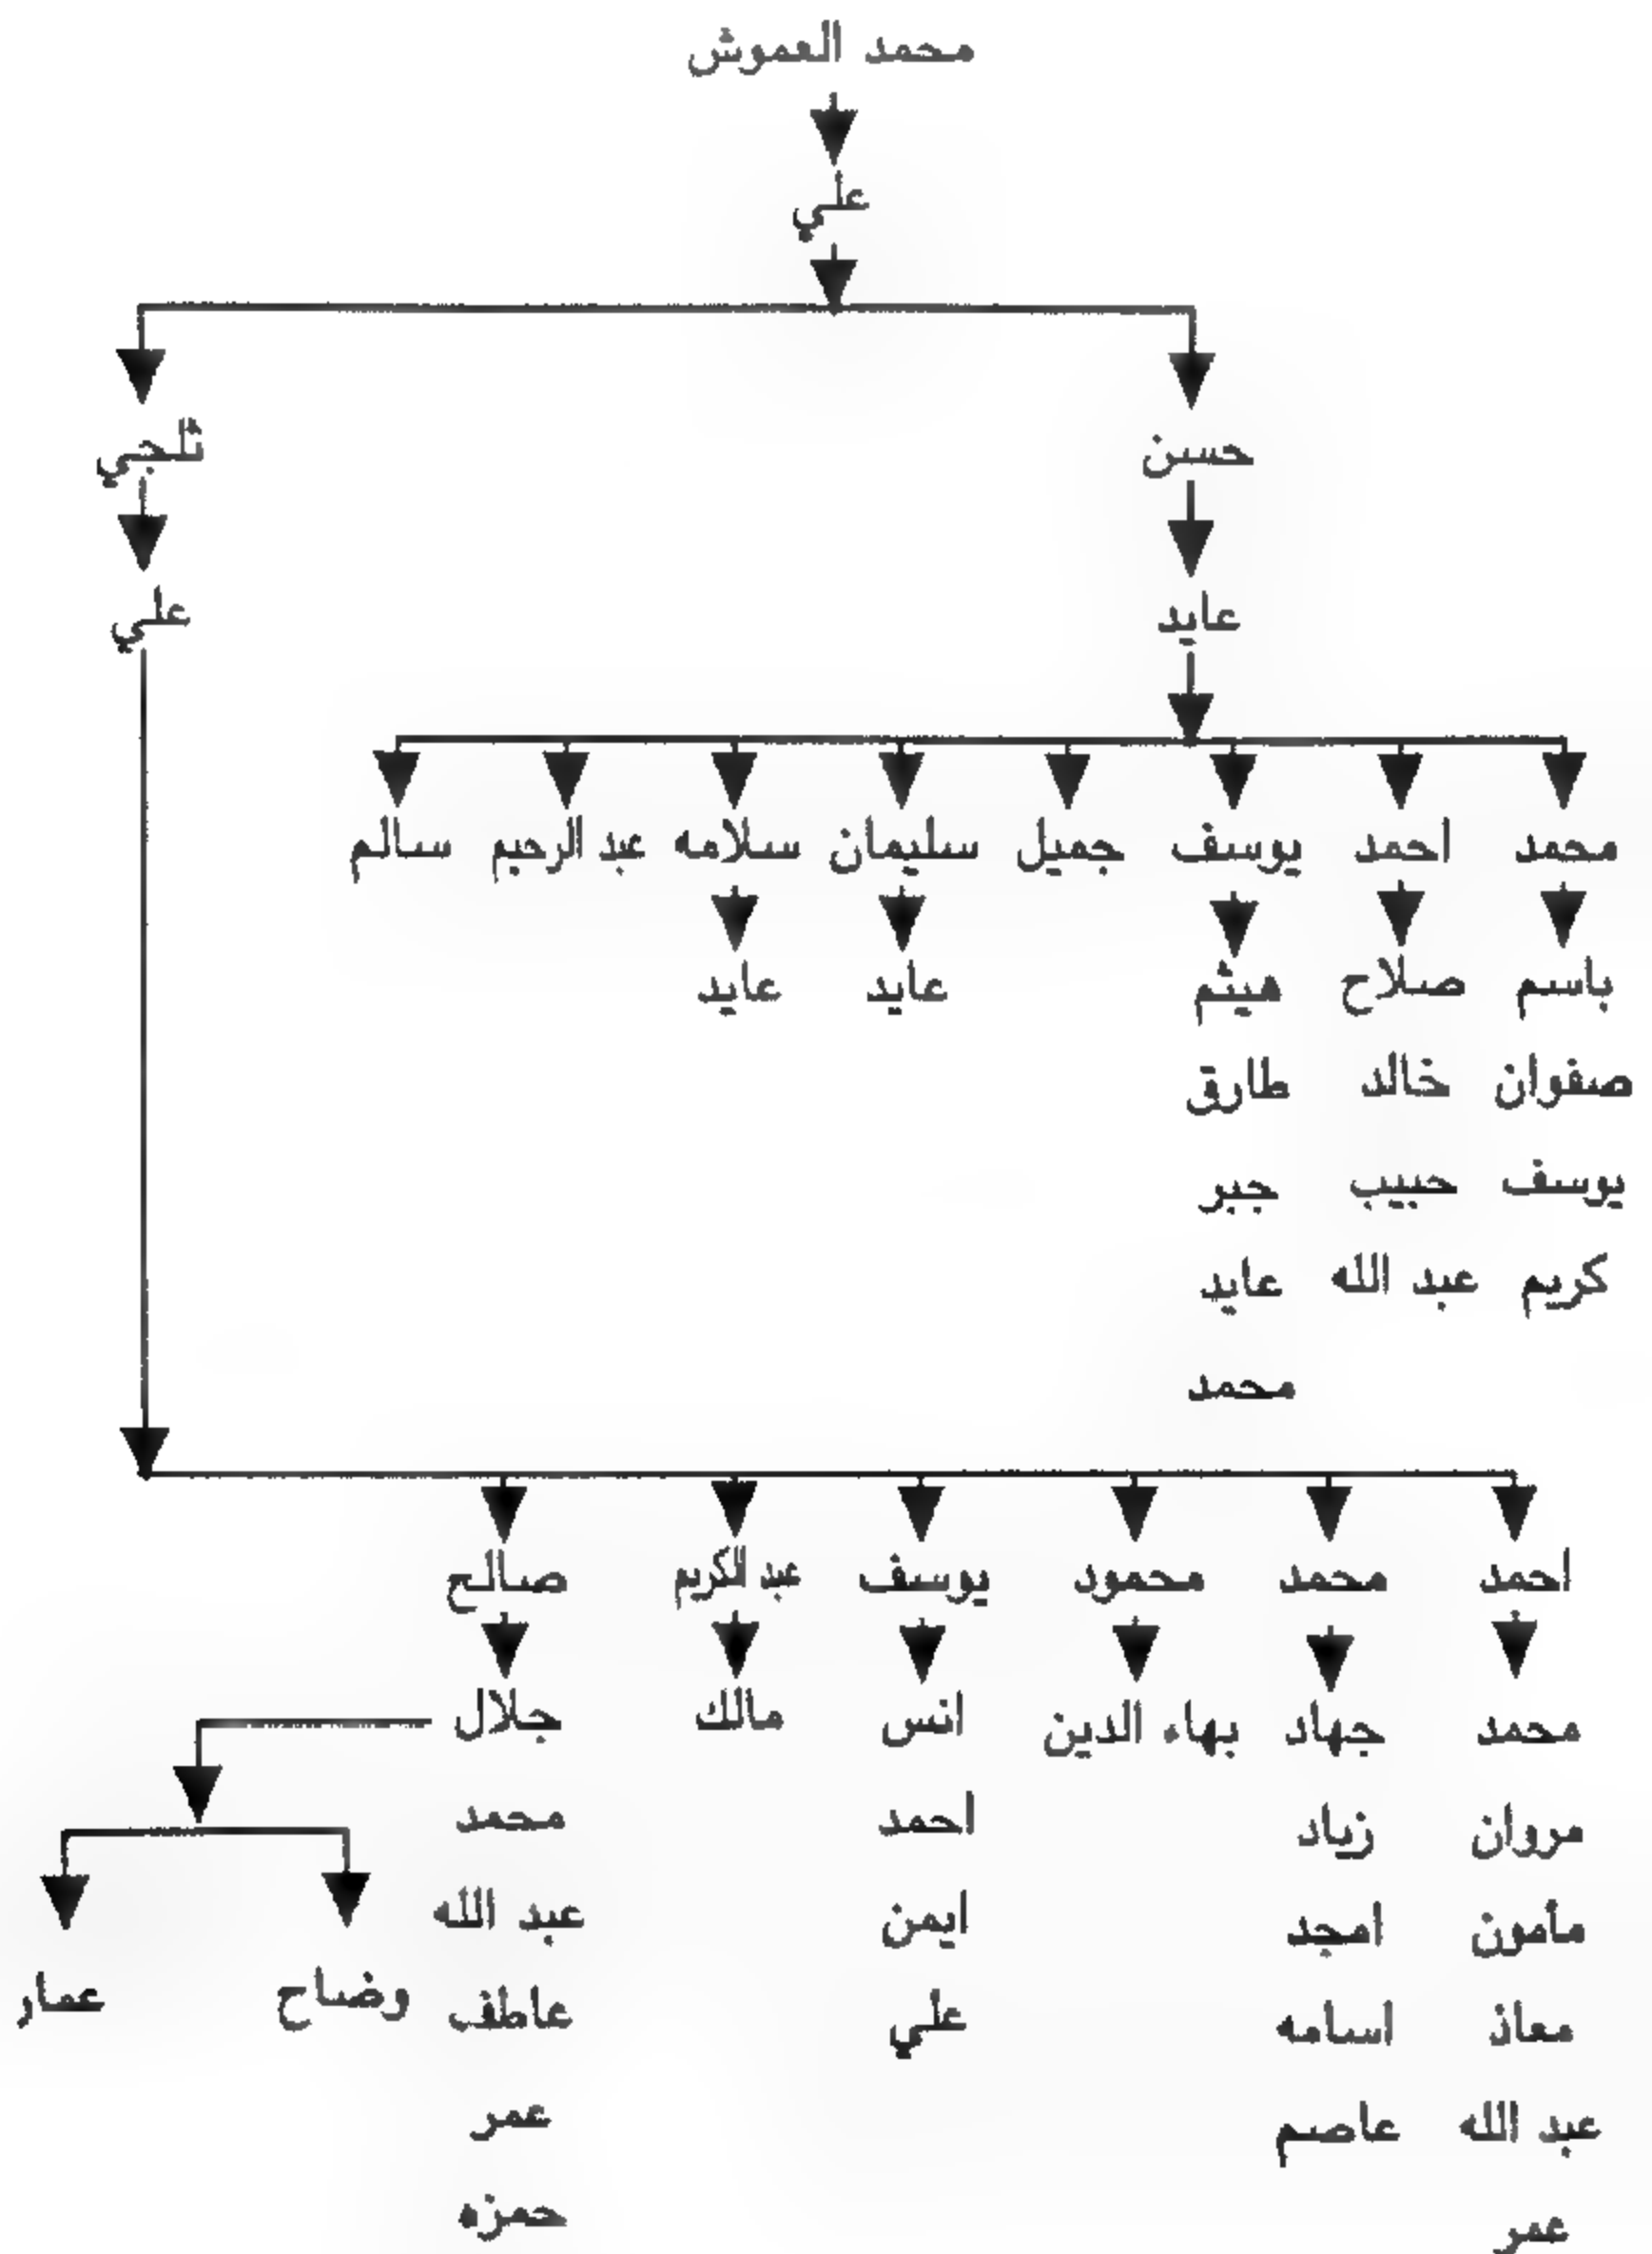 محمد العموش
علي
حسن ثلجي
عايد علي
محمد احمد يوسف جميل سليمان سلامه عبد الرحيم سالم
باسم صلاح هيثم عايد عايد
صفوان خالد طارق
يوسف حبيب جبر
كريم عبد الله عايد
محمد
احمد محمد محمود يوسف عبد الكريم صالح
محمد جهاد بهاء الدين انس مالك جلال
مروان زياد احمد محمد
مأمون امجد ايمن عبد الله
معاذ اسامه علي عاطف وضاح عمار
عبد الله عاصم عمر
عمر حمزه